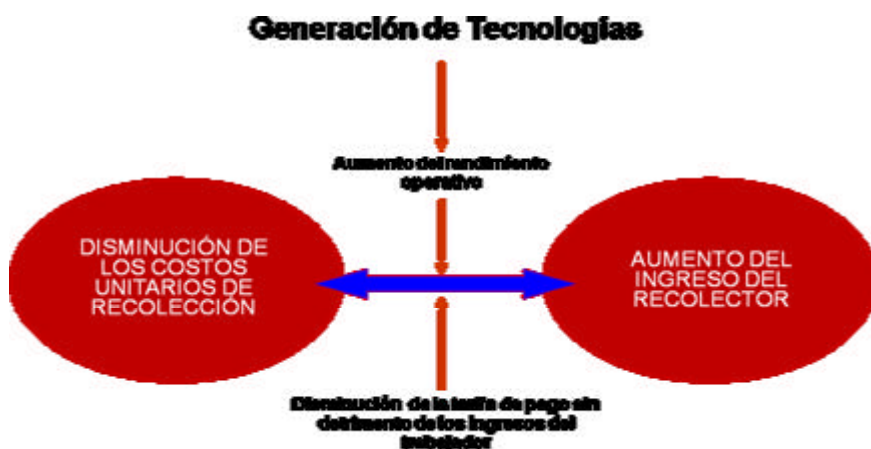 Generación de Tecnologías
Aumento del rendimiento
operativo
DISMINUCIÓN DE
LOS COSTOS
UNITARIOS DE
RECOLECCIÓN
AUMENTO DEL
INGRESO DEL
RECOLECTOR
Disminución de la tarifa de pago sin
detrimento de los ingresos del
trabajador